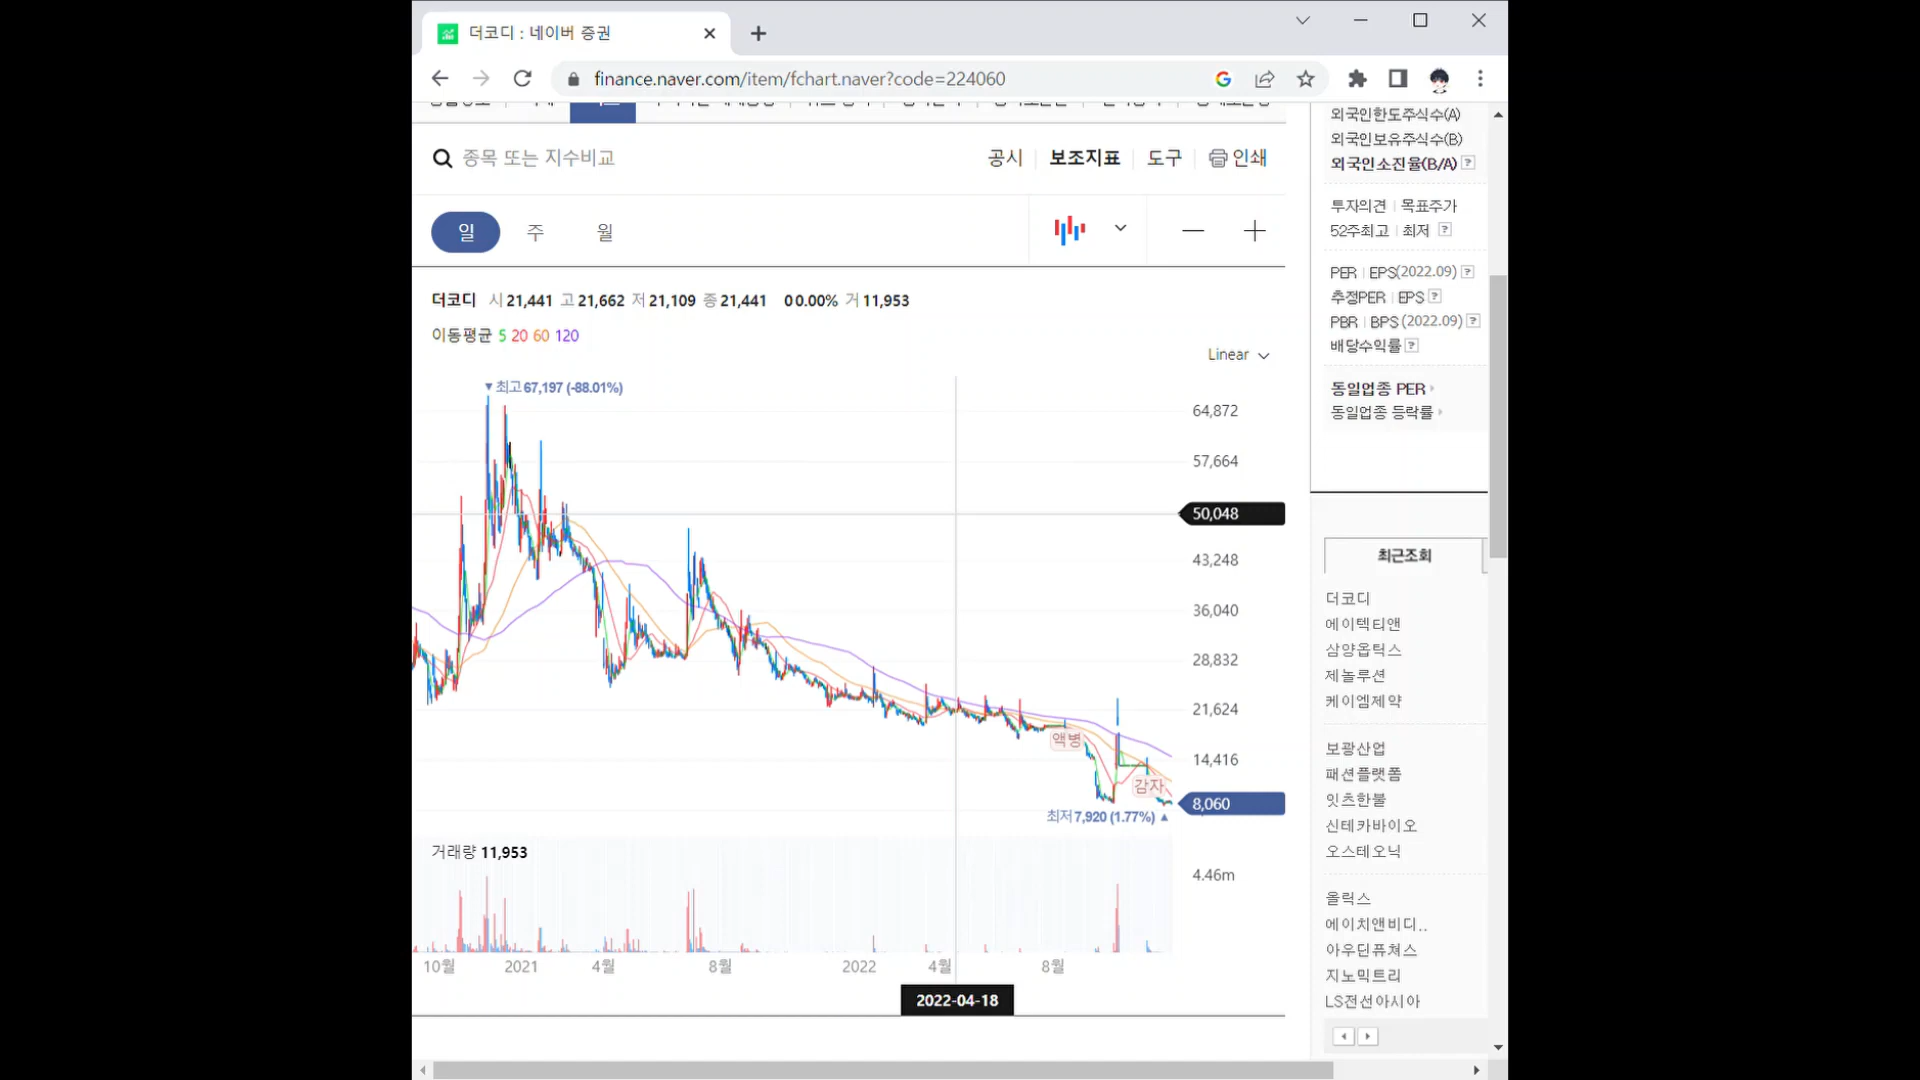 더코디 : 네이버 증권
finance.naver.com/item/fchart.naver?code=224060
종목 또는 지수비교
공시 보조지표 도구 인쇄
일 주 월
더코디 시 21,441 고 21,662 저 21,109 종 21,441 0 0.00% 거 11,953
이동평균 5 20 60 120
Linear
▼최고 67,197 (-88.01%)
64,872
57,664
50,048
43,248
36,040
28,832
21,624
14,416
8,060
액병
감자
최저 7,920 (1.77%) ▲
거래량 11,953
4.46m
10월 2021 4월 8월 2022 4월 8월
2022-04-18
외국인한도주식수(A)
외국인보유주식수(B)
외국인소진율(B/A) ?
투자의견 | 목표주가
52주최고 | 최저 ?
PER | EPS(2022.09) ?
추정PER | EPS ?
PBR | BPS (2022.09) ?
배당수익률 ?
동일업종 PER
동일업종 등락률
최근조회
더코디
에이텍티앤
삼양옵틱스
제놀루션
케이엠제약
보광산업
패션플랫폼
잇츠한불
신테카바이오
오스테오닉
올릭스
에이치앤비디..
아우딘퓨쳐스
지노믹트리
LS전선아시아